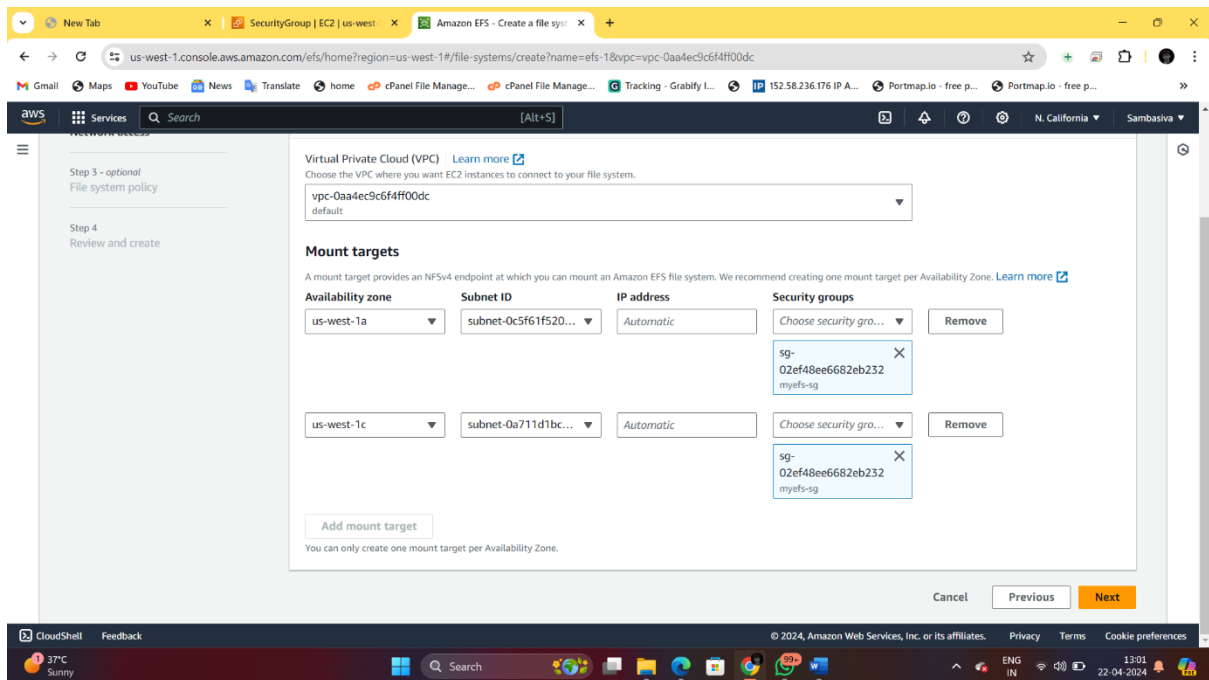 New Tab
SecurityGroup | EC2 | us-west-
Amazon EFS - Create a file syst
us-west-1.console.aws.amazon.com/efs/home?region=us-west-1#/file-systems/create?name=efs-1&vpc=vpc-0aa4ec9c6f4ff00dc
Gmail Maps YouTube News Translate home cPanel File Manage... cPanel File Manage... Tracking - Grabify I... 152.58.236.176 IP A... Portmap.io - free p... Portmap.io - free p...
aws Services Search [Alt+S] N. California Sambasiva
Network access
Step 3 - optional
File system policy
Step 4
Review and create
Virtual Private Cloud (VPC) Learn more
Choose the VPC where you want EC2 instances to connect to your file system.
vpc-0aa4ec9c6f4ff00dc
default
Mount targets
A mount target provides an NFSv4 endpoint at which you can mount an Amazon EFS file system. We recommend creating one mount target per Availability Zone. Learn more
Availability zone Subnet ID IP address Security groups
us-west-1a subnet-0c5f61f520... Automatic Choose security gro... Remove
sg-
02ef48ee6682eb232
myefs-sg
us-west-1c subnet-0a711d1bc... Automatic Choose security gro... Remove
sg-
02ef48ee6682eb232
myefs-sg
Add mount target
You can only create one mount target per Availability Zone.
Cancel Previous Next
CloudShell Feedback © 2024, Amazon Web Services, Inc. or its affiliates. Privacy Terms Cookie preferences
1 37°C
Sunny
Search
99+
ENG
IN
13:01
22-04-2024